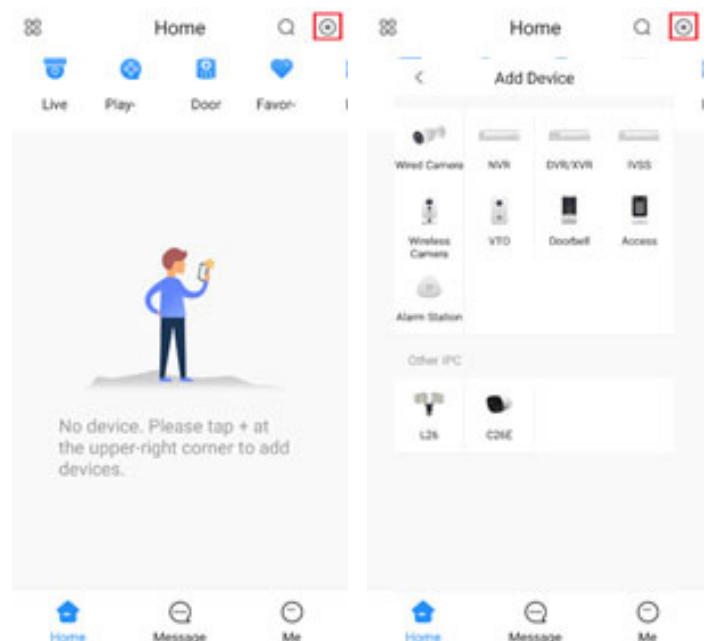 Home
Live Play- Door Favor-
No device. Please tap + at
the upper-right corner to add
devices.
Home Message Me
Home
Add Device
Wired Camera NVR DVR/XVR IVSS
Wireless
Camera
VTO Doorbell Access
Alarm Station
Other IPC
L26 C26E
Home Message Me